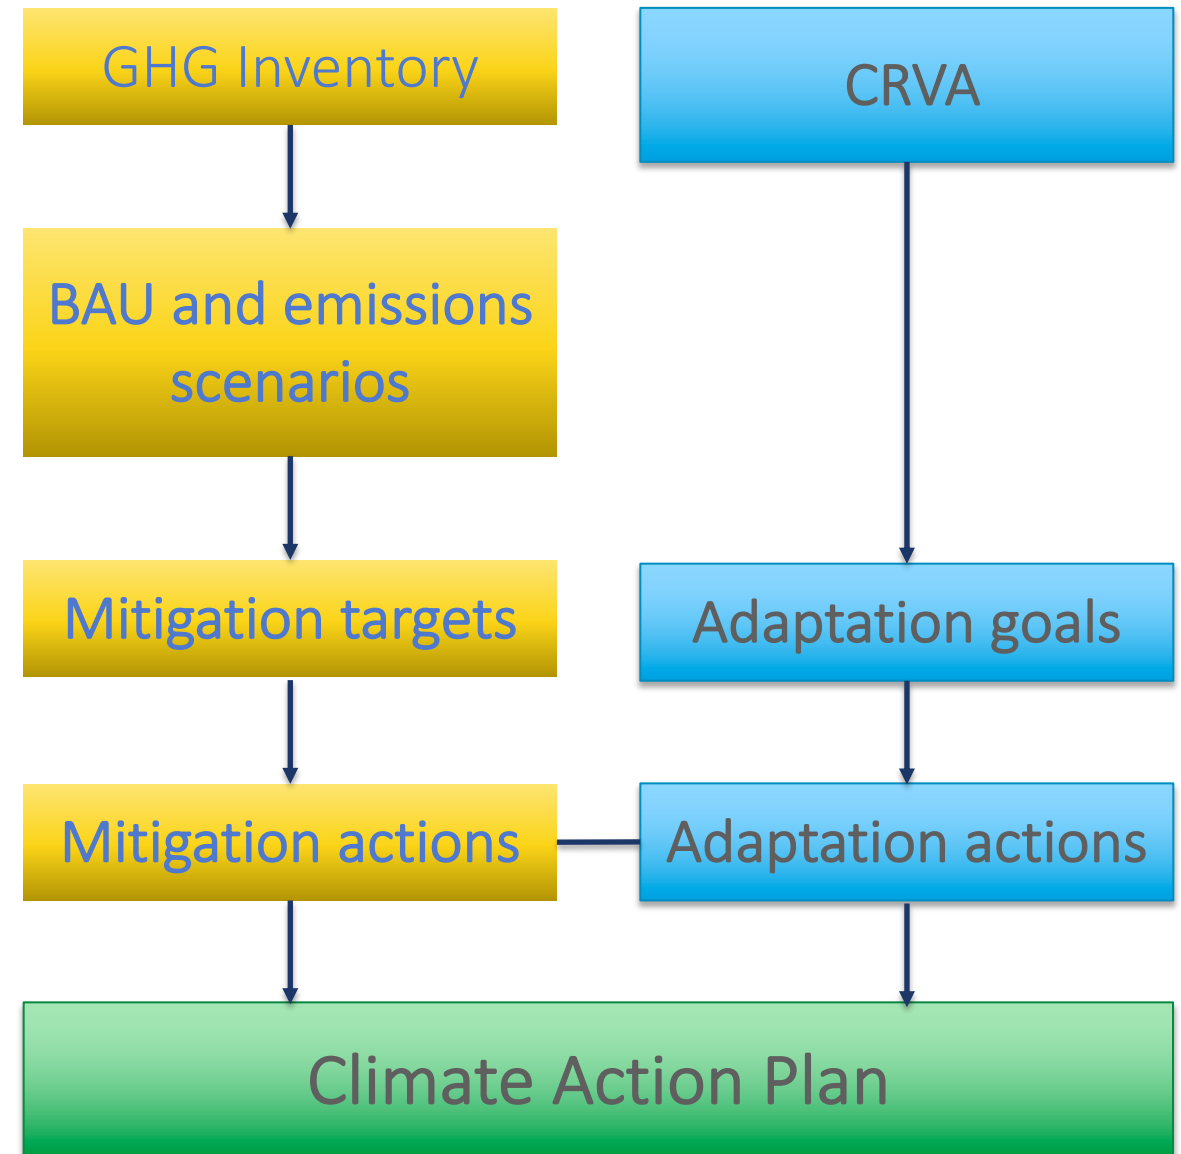 GHG Inventory
CRVA
BAU and emissions
scenarios
Mitigation targets
Adaptation goals
Mitigation actions
Adaptation actions
Climate Action Plan